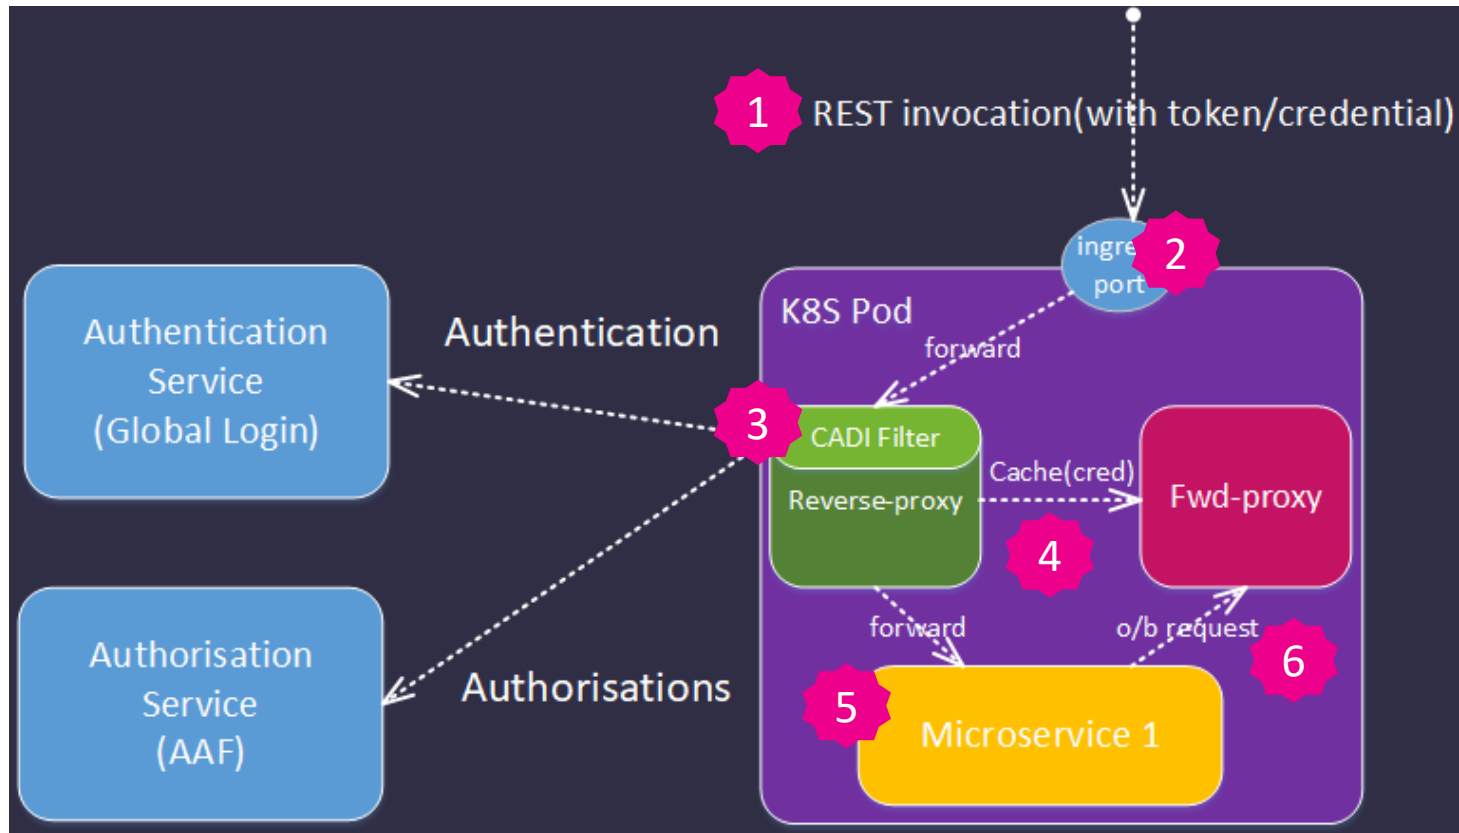 1
REST invocation(with token/credential)
2
port
K8S Pod
forward
Authentication
Service
(Global Login)
Authentication
3
CADI Filter
Reverse-proxy
Cache(cred)
Fwd-proxy
4
forward
o/b request
6
Authorisation
Service
(AAF)
Authorisations
5
Microservice 1